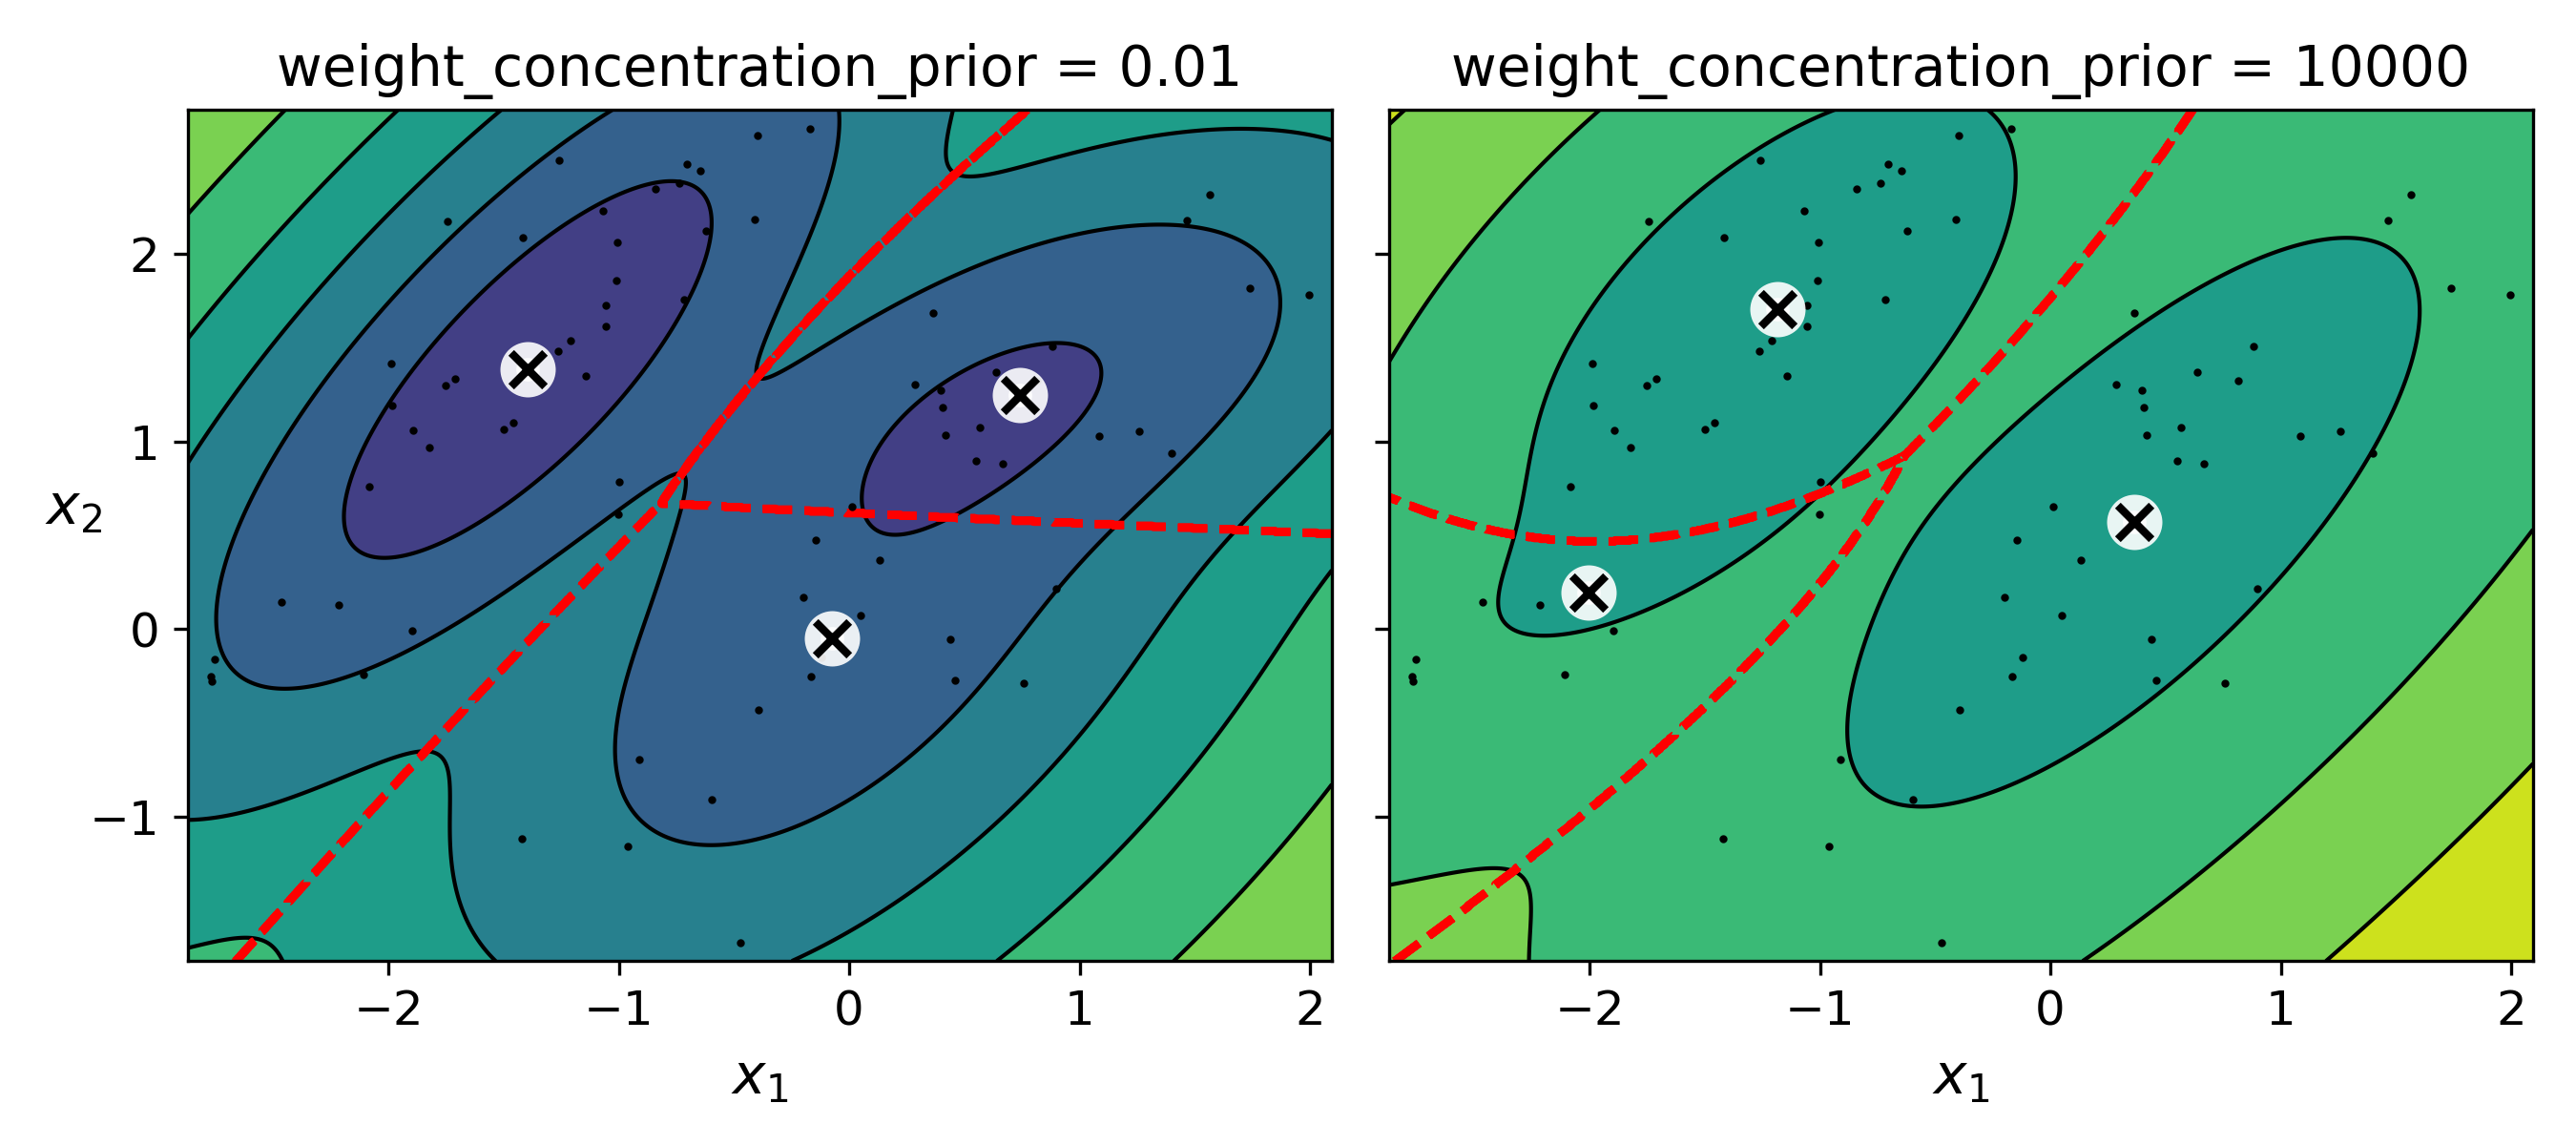 weight_concentration_prior = 0.01
weight_concentration_prior = 10000
2
1
0
−1
x₂
−2 −1 0 1 2
−2 −1 0 1 2
x₁
x₁